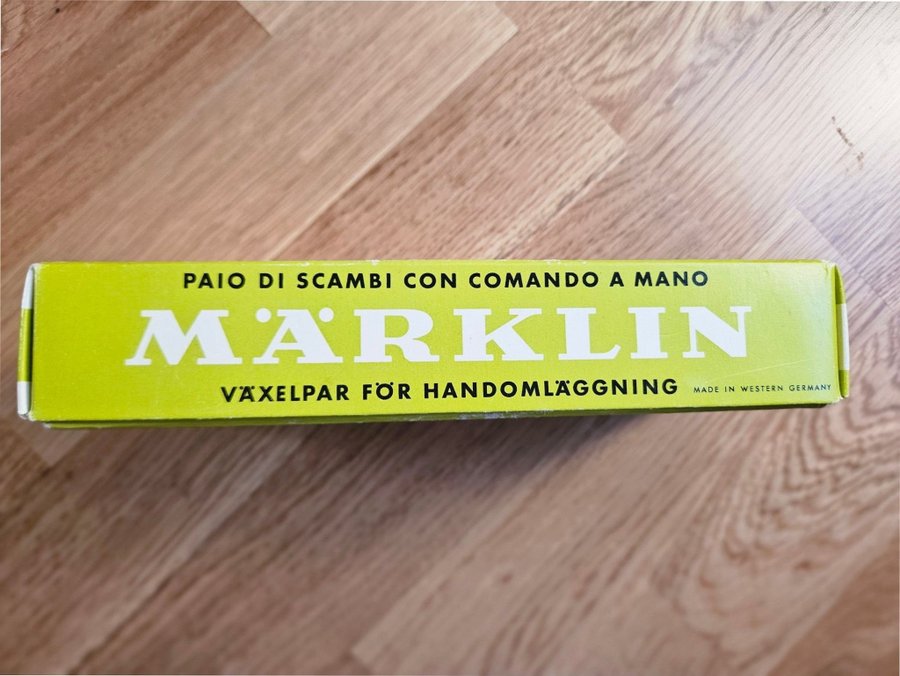 PAIO DI SCAMBI CON COMANDO A MANO
MÄRKLIN
VÄXELPAR FÖR HANDOMLÄGGNING MADE IN WESTERN GERMANY